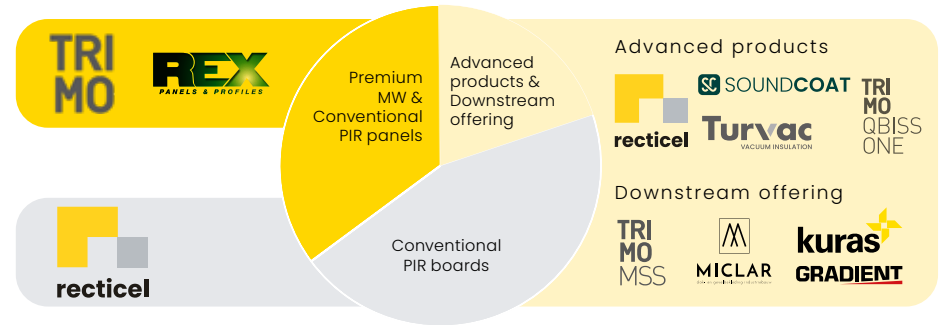 TRI
MO
REX
PANELS & PROFILES
Premium
MW &
Conventional
PIR panels
Advanced
products &
Downstream
offering
Conventional
PIR boards
recticel
Advanced products
recticel
SC SOUNDCOAT
Turvac
VACUUM INSULATION
TRI
MO
QBISS
ONE
Downstream offering
TRI
MO
MSS
MICLAR
kuras
GRADIENT